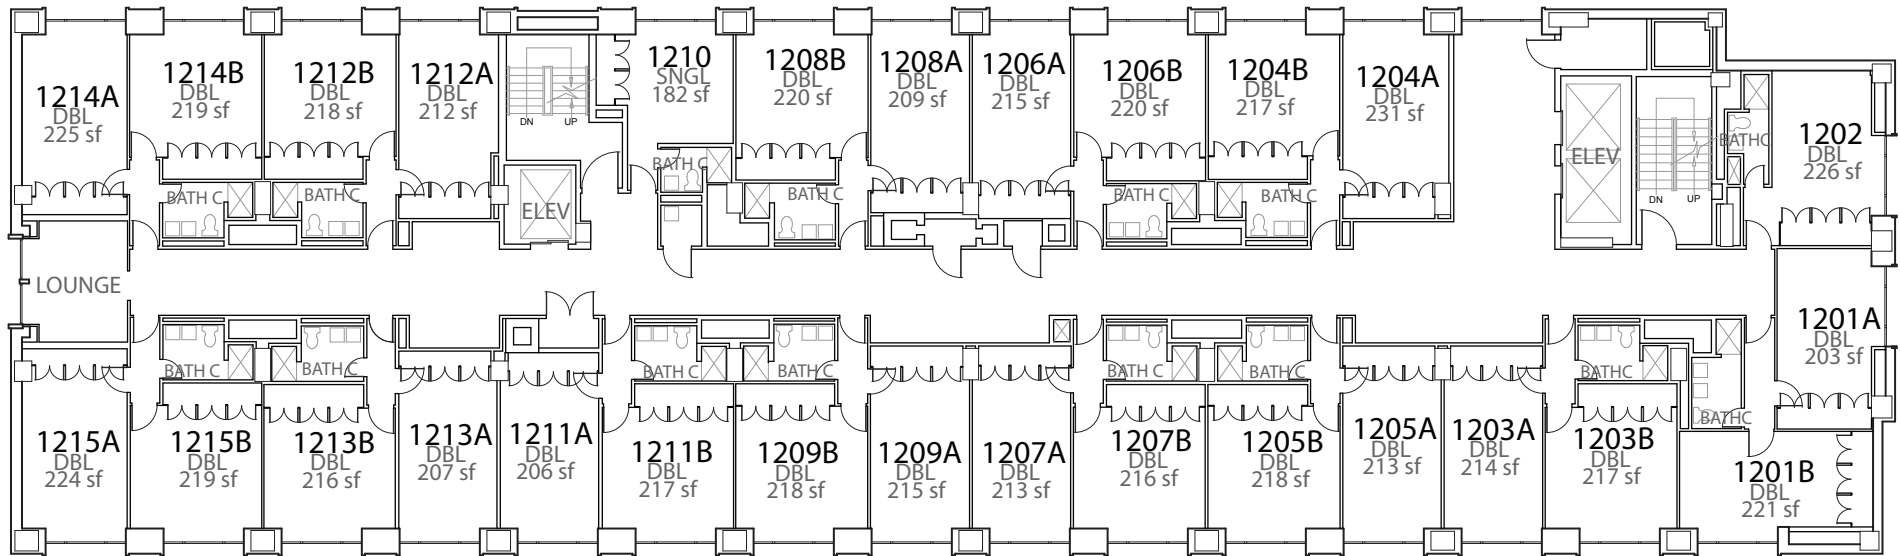 1214A
DBL
225 sf
1214B
DBL
219 sf
1212B
DBL
218 sf
1212A
DBL
212 sf
DN UP
1210
SNGL
182 sf
1208B
DBL
220 sf
1208A
DBL
209 sf
1206A
DBL
215 sf
1206B
DBL
220 sf
1204B
DBL
217 sf
1204A
DBL
231 sf
ELEV
DN UP
BATHC
1202
DBL
226 sf
BATH C
BATH C
ELEV
BATH C
BATH C
BATH C
BATH C
LOUNGE
1201A
DBL
203 sf
BATH C
BATH C
BATH C
BATH C
BATH C
BATH C
BATHC
BATHC
1215A
DBL
224 sf
1215B
DBL
219 sf
1213B
DBL
216 sf
1213A
DBL
207 sf
1211A
DBL
206 sf
1211B
DBL
217 sf
1209B
DBL
218 sf
1209A
DBL
215 sf
1207A
DBL
213 sf
1207B
DBL
216 sf
1205B
DBL
218 sf
1205A
DBL
213 sf
1203A
DBL
214 sf
1203B
DBL
217 sf
1201B
DBL
221 sf